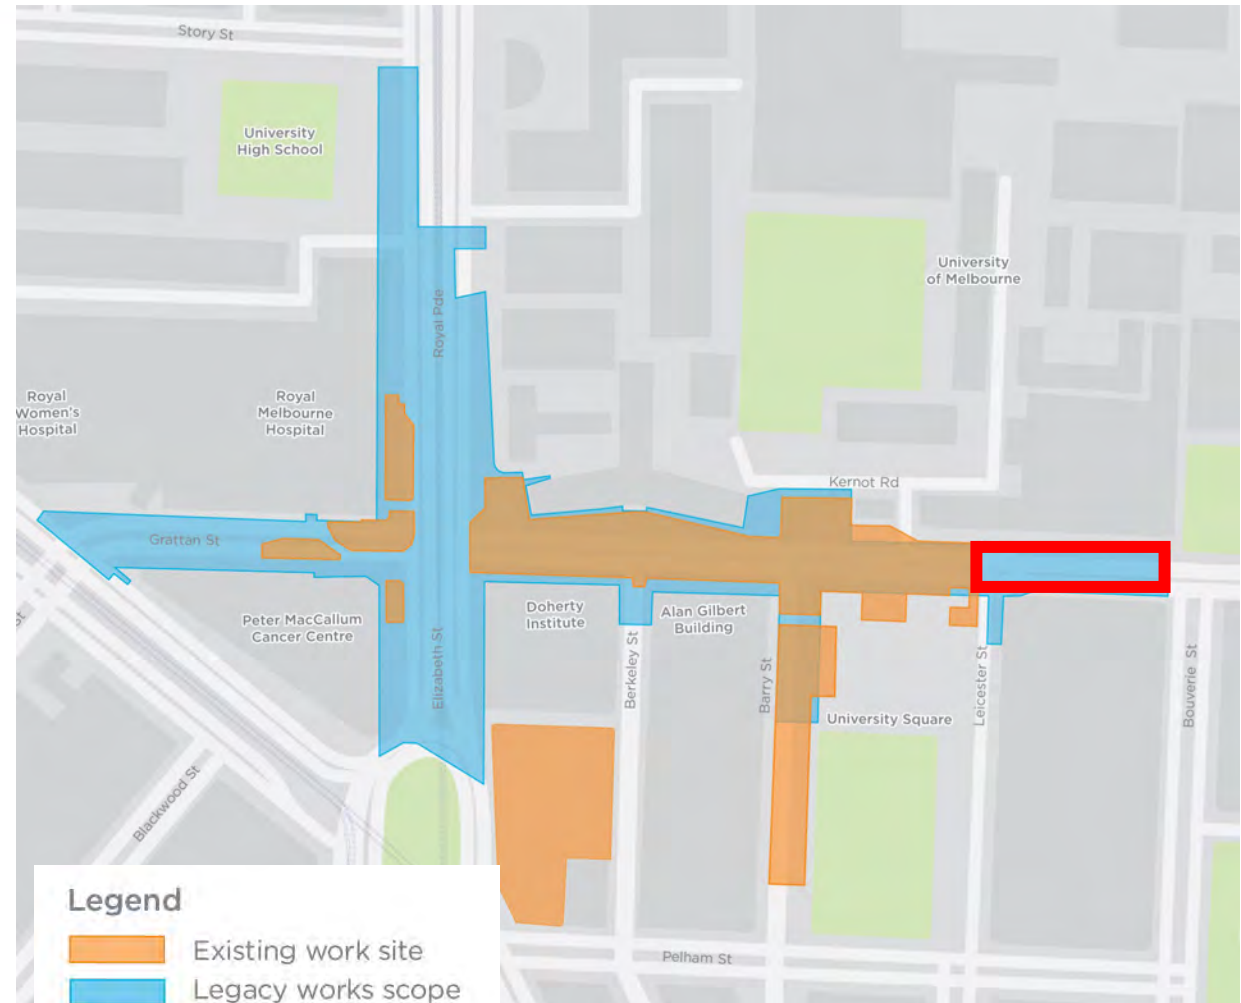 Story St
University
High School
University
of Melbourne
Royal Pde
Royal
Women's
Hospital
Royal
Melbourne
Hospital
Kernot Rd
Grattan St
Peter MacCallum
Cancer Centre
Doherty
Institute
Alan Gilbert
Building
Elizabeth St
Berkeley St
Barry St
Leicester St
Bouverie St
University Square
St
Blackwood St
Pelham St
Legend
Existing work site
Legacy works scope